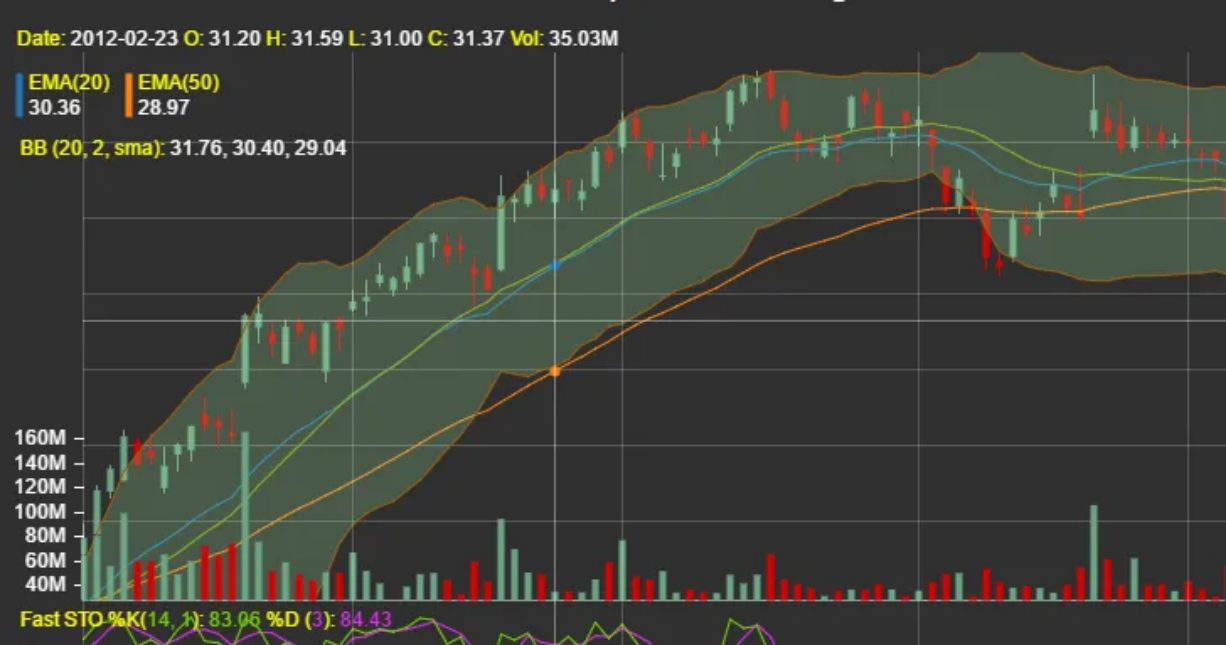 Date: 2012-02-23 O: 31.20 H: 31.59 L: 31.00 C: 31.37 Vol: 35.03M
EMA(20) EMA(50)
30.36 28.97
BB (20, 2, sma): 31.76, 30.40, 29.04
160M
140M
120M
100M
80M
60M
40M
Fast STO %K(14, 1): 83.06 %D (3): 84.43